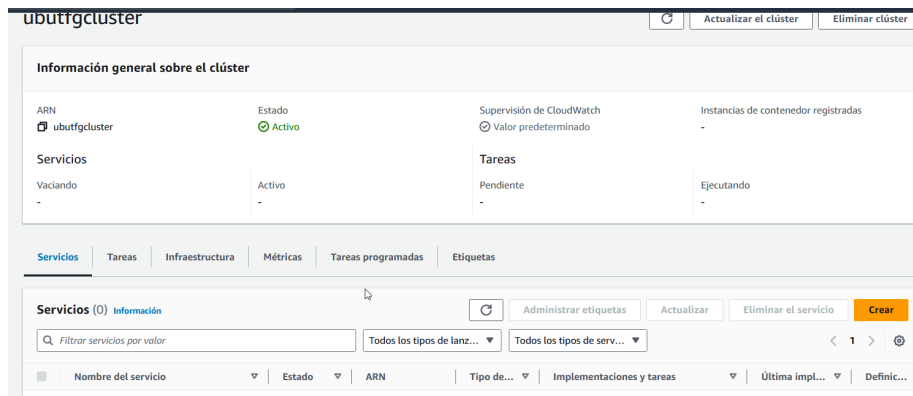 ubutfgcluster
Actualizar el clúster
Eliminar clúster
Información general sobre el clúster
ARN
ubutfgcluster
Estado
Activo
Supervisión de CloudWatch
Valor predeterminado
Instancias de contenedor registradas
-
Servicios
Tareas
Vaciando
-
Activo
-
Pendiente
-
Ejecutando
-
Servicios Tareas Infraestructura Métricas Tareas programadas Etiquetas
Servicios (0) Información
Administrar etiquetas
Actualizar
Eliminar el servicio
Crear
Filtrar servicios por valor
Todos los tipos de lanz...
Todos los tipos de serv...
1
Nombre del servicio Estado ARN Tipo de... Implementaciones y tareas Última impl... Definic...